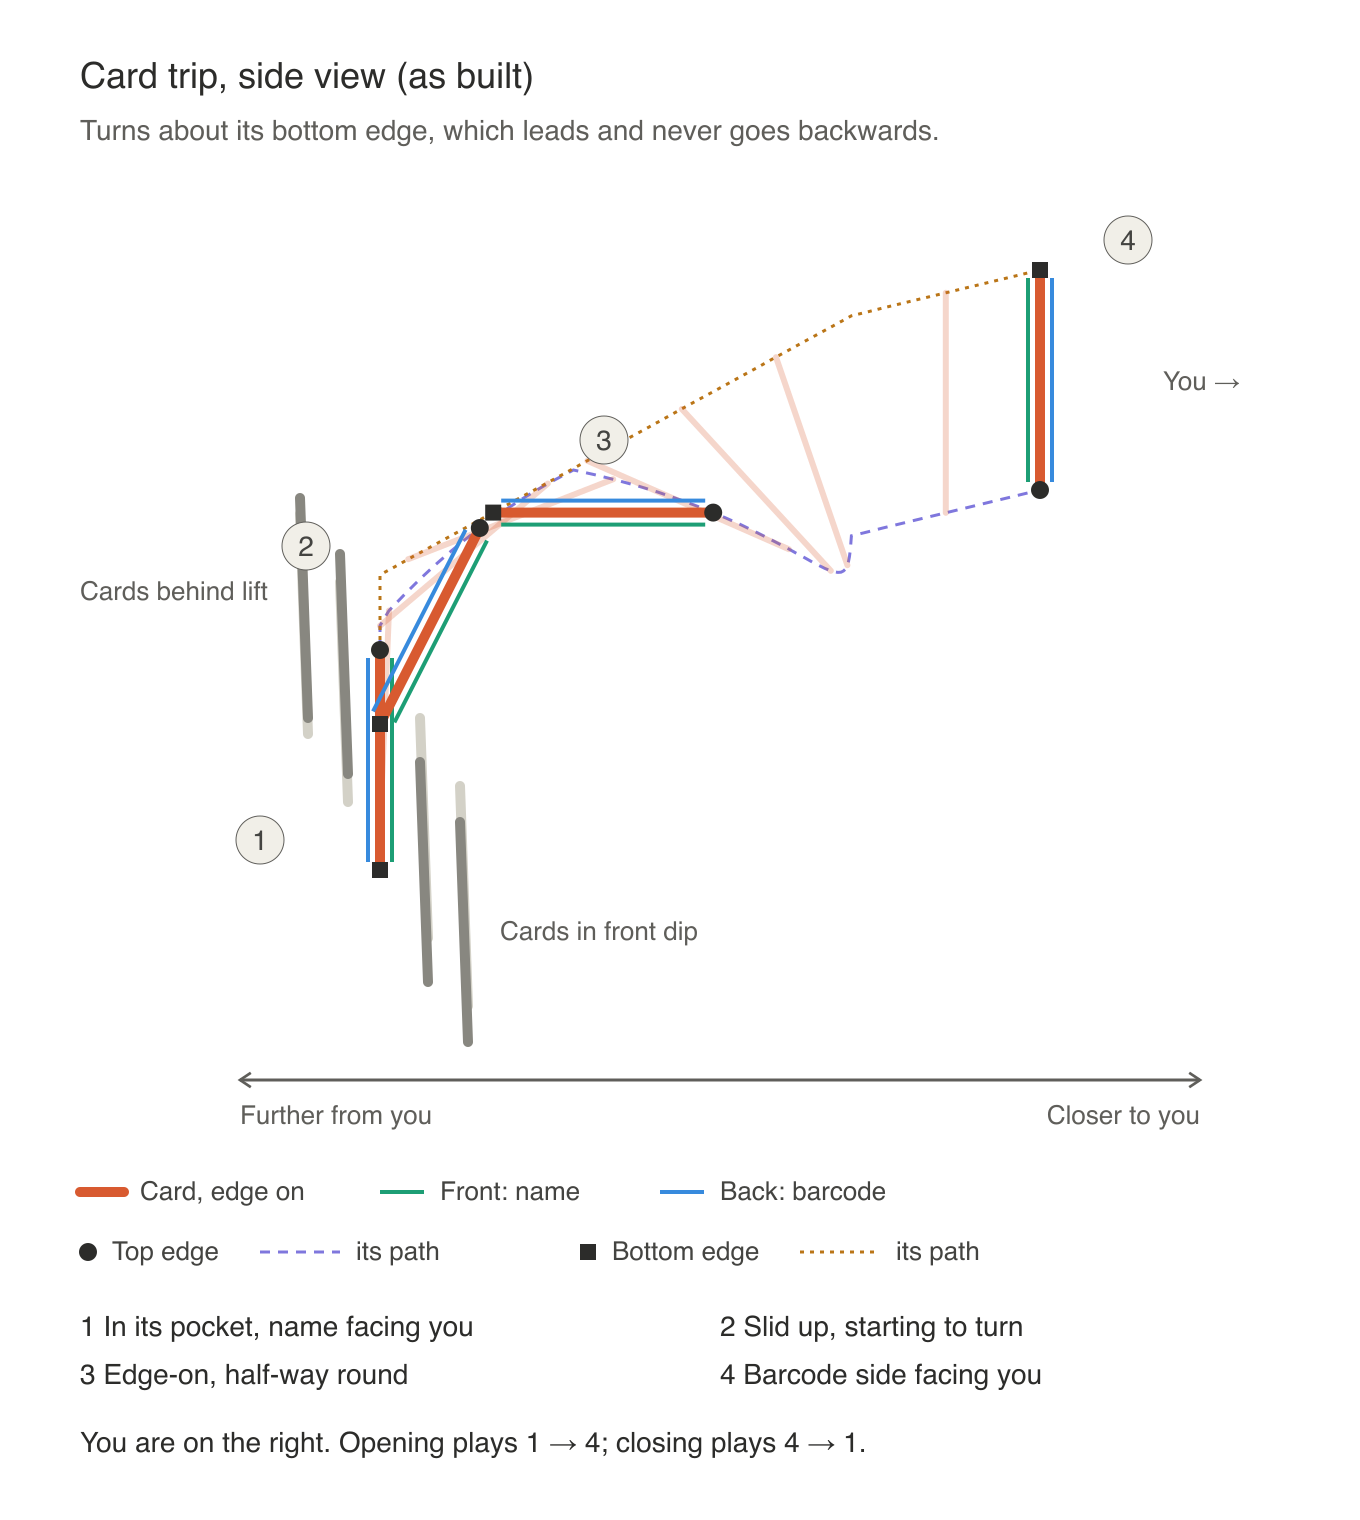 Card trip, side view (as built)
Turns about its bottom edge, which leads and never goes backwards.
4
You →
3
2
Cards behind lift
1
Cards in front dip
Further from you
Closer to you
Card, edge on
Front: name
Back: barcode
Top edge
its path
Bottom edge
its path
1 In its pocket, name facing you
2 Slid up, starting to turn
3 Edge-on, half-way round
4 Barcode side facing you
You are on the right. Opening plays 1 → 4; closing plays 4 → 1.